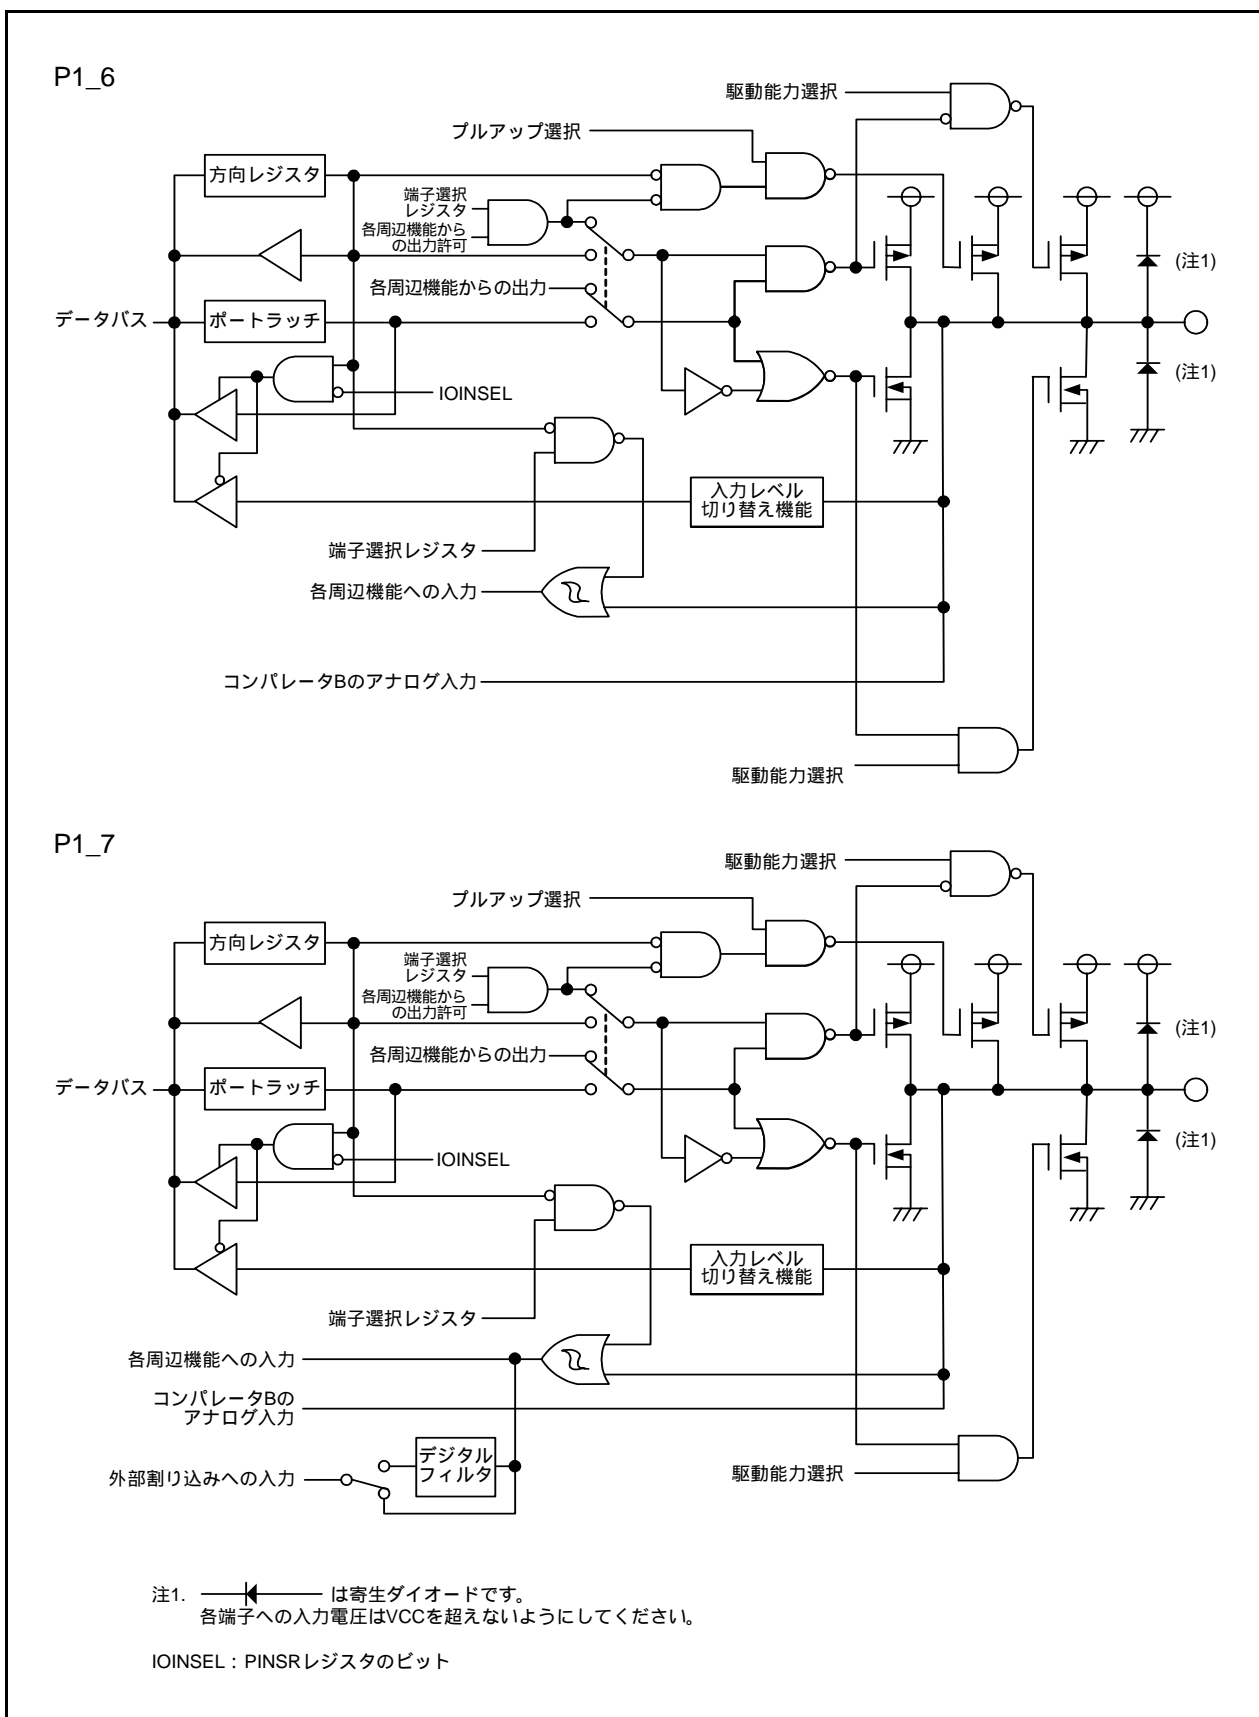 P1_6
駆動能力選択
プルアップ選択
方向レジスタ
端子選択
レジスタ
各周辺機能から
の出力許可
(注1)
各周辺機能からの出力
データバス
ポートラッチ
(注1)
IOINSEL
入力レベル
切り替え機能
端子選択レジスタ
各周辺機能への入力
コンパレータBのアナログ入力
駆動能力選択
P1_7
駆動能力選択
プルアップ選択
方向レジスタ
端子選択
レジスタ
各周辺機能から
の出力許可
(注1)
各周辺機能からの出力
データバス
ポートラッチ
(注1)
IOINSEL
入力レベル
切り替え機能
端子選択レジスタ
各周辺機能への入力
コンパレータBの
アナログ入力
デジタル
フィルタ
外部割り込みへの入力
駆動能力選択
注1. は寄生ダイオードです。
各端子への入力電圧はVCCを超えないようにしてください。
IOINSEL：PINSRレジスタのビット